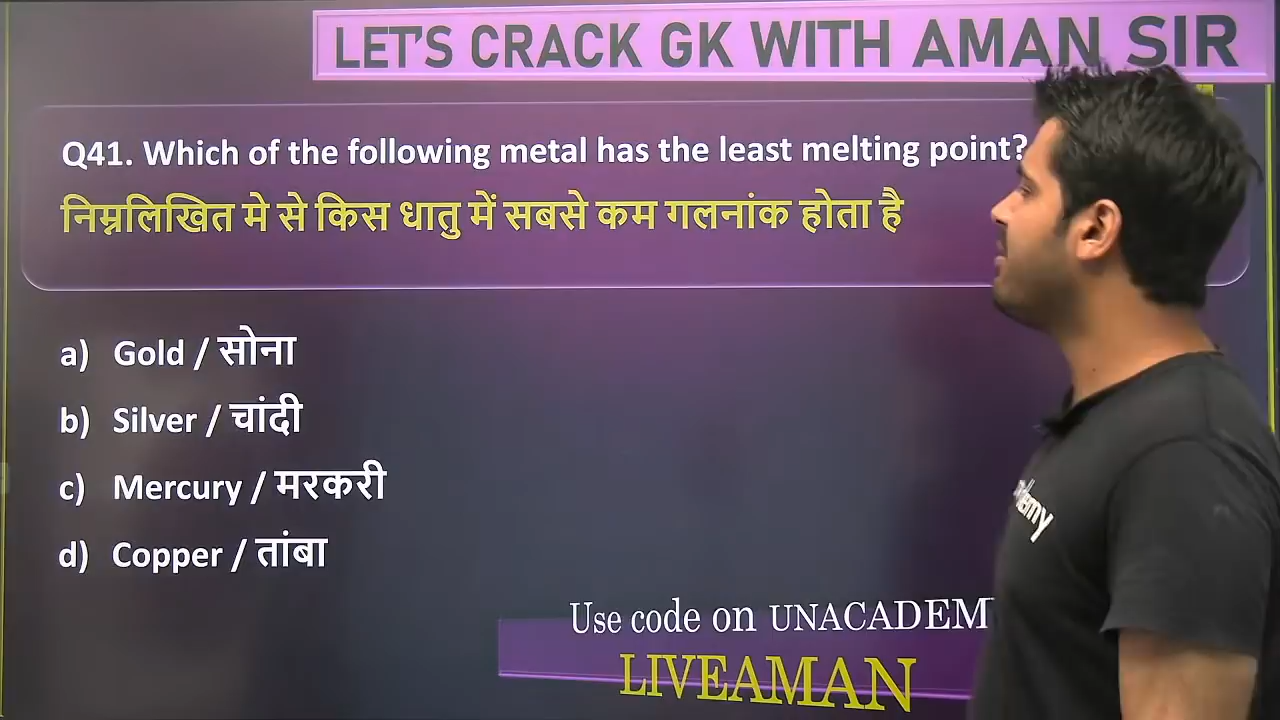 LET'S CRACK GK WITH AMAN SIR
Q41. Which of the following metal has the least melting point?
निम्नलिखित मे से किस धातु में सबसे कम गलनांक होता है
a) Gold / सोना
b) Silver / चांदी
c) Mercury / मरकरी
d) Copper / तांबा
Use code on UNACADEM
LIVEAMAN